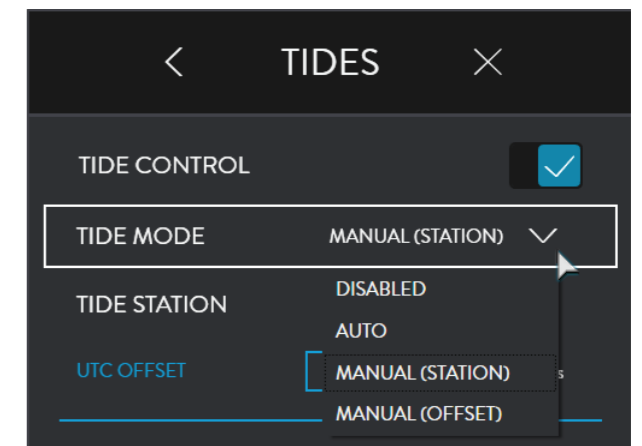 TIDES
TIDE CONTROL
TIDE MODE MANUAL (STATION)
TIDE STATION
DISABLED
AUTO
UTC OFFSET
MANUAL (STATION)
s
MANUAL (OFFSET)